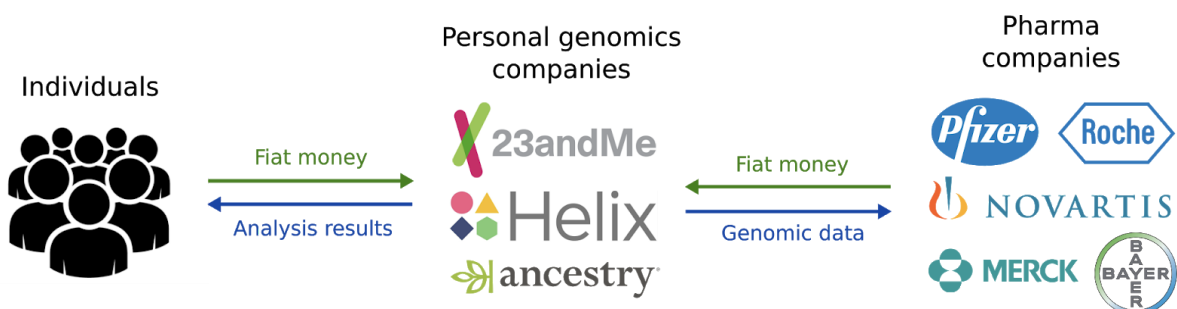 Individuals
Fiat money
Analysis results
Personal genomics
companies
23andMe
Helix
ancestry
Fiat money
Genomic data
Pharma
companies
Pfizer
Roche
NOVARTIS
MERCK
BAYER
BAYER